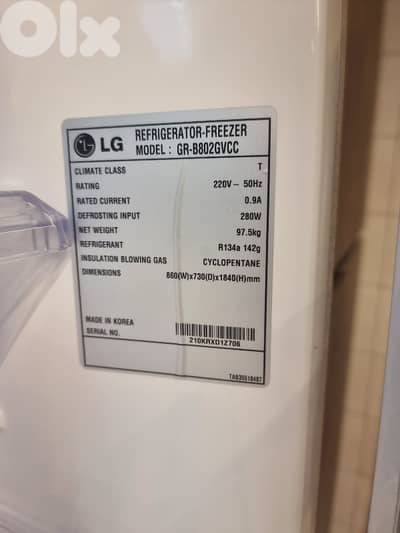 Olx
LG REFRIGERATOR-FREEZER
MODEL : GR-B802GVCC
CLIMATE CLASS T
RATING 220V~ 50Hz
RATED CURRENT 0.9A
DEFROSTING INPUT 280W
NET WEIGHT 97.5kg
REFRIGERANT R134a 142g
INSULATION BLOWING GAS CYCLOPENTANE
DIMENSIONS 860(W)x730(D)x1840(H)mm
MADE IN KOREA
SERIAL NO.
210KRXD1Z706